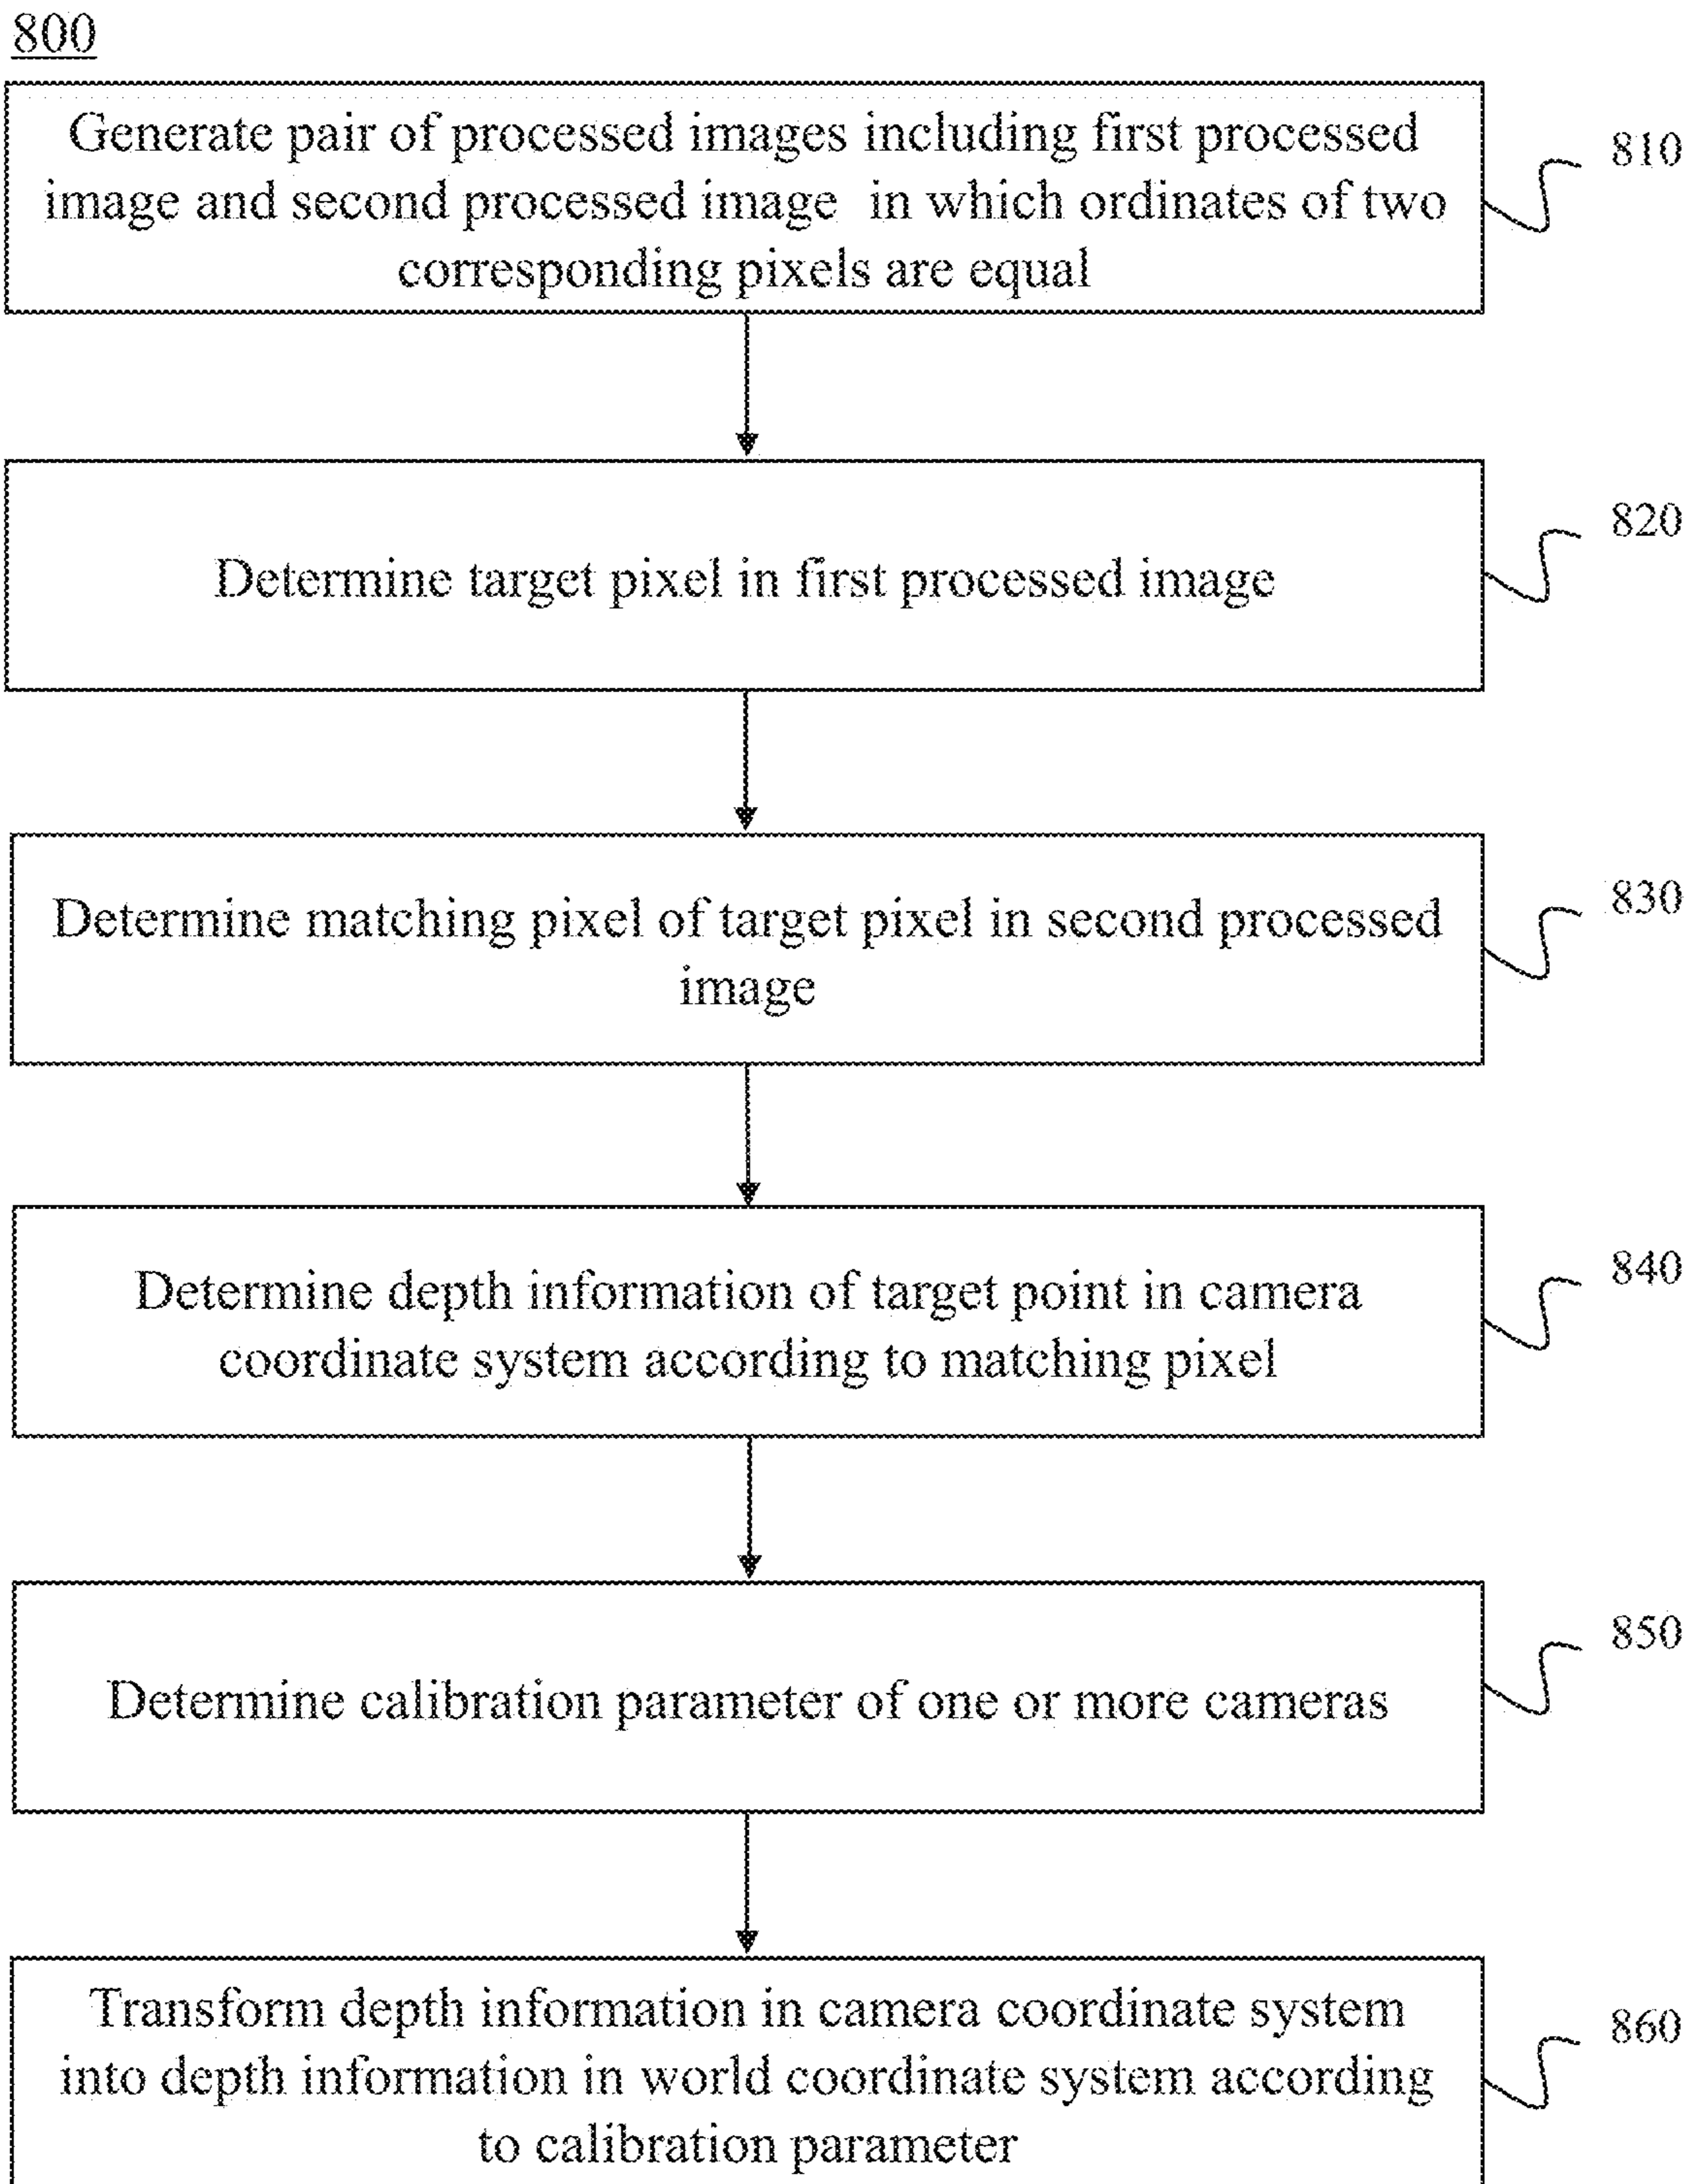 800
Generate pair of processed images including first processed
image and second processed image in which ordinates of two
corresponding pixels are equal
810
Determine target pixel in first processed image
820
Determine matching pixel of target pixel in second processed
image
830
Determine depth information of target point in camera
coordinate system according to matching pixel
840
Determine calibration parameter of one or more cameras
850
Transform depth information in camera coordinate system
into depth information in world coordinate system according
to calibration parameter
860